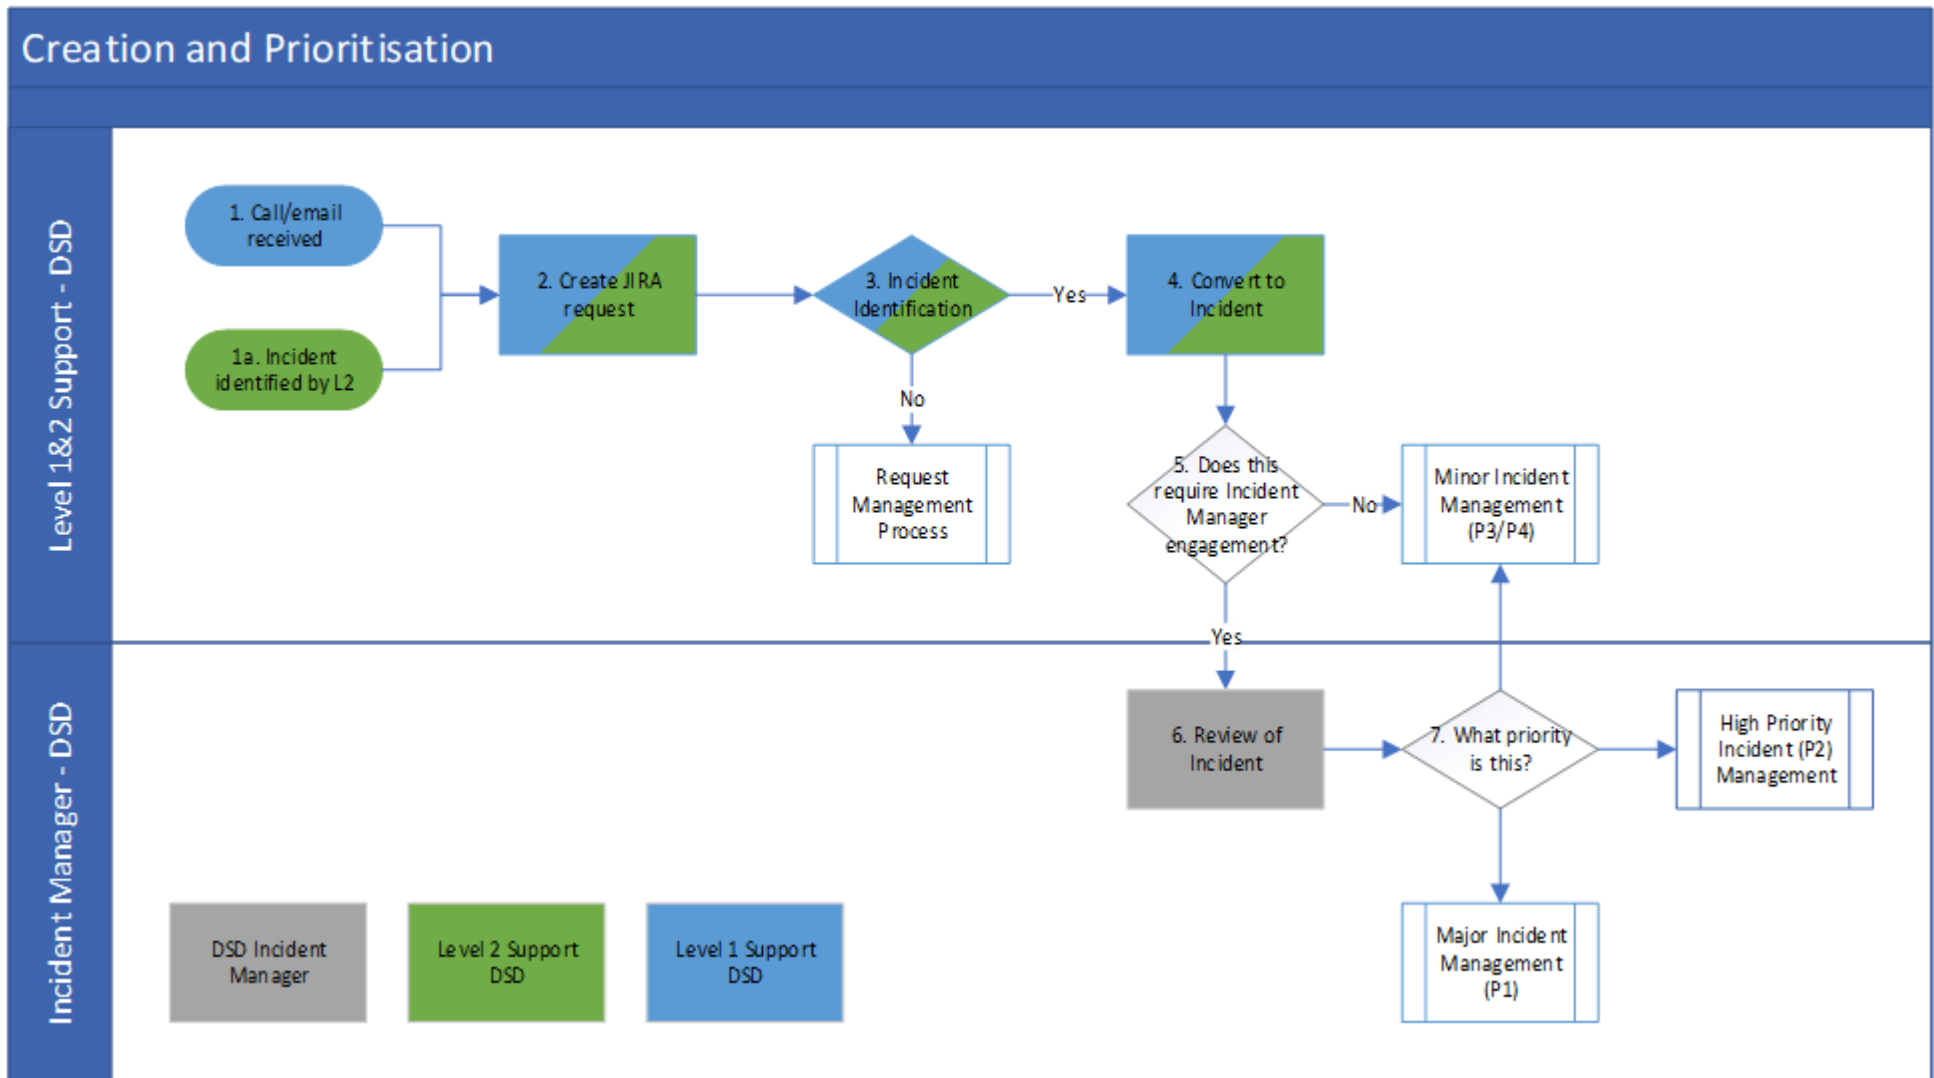 Creation and Prioritisation
Level 1&2 Support - DSD
1. Call/email
received
1a. Incident
identified by L2
2. Create JIRA
request
3. Incident
Identification
Yes
4. Convert to
Incident
No
Request
Management
Process
5. Does this
require Incident
Manager
engagement?
No
Minor Incident
Management
(P3/P4)
Yes
Incident Manager - DSD
6. Review of
Incident
7. What priority
is this?
High Priority
Incident (P2)
Management
Major Incident
Management
(P1)
DSD Incident
Manager
Level 2 Support
DSD
Level 1 Support
DSD